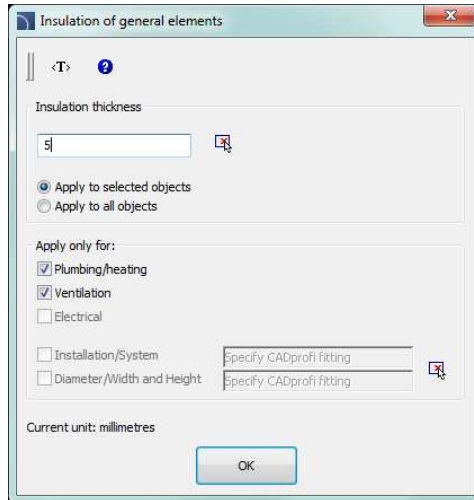 Insulation of general elements
<T>
Insulation thickness
5
Apply to selected objects
Apply to all objects
Apply only for:
Plumbing/heating
Ventilation
Electrical
Installation/System Specify CADprofi fitting
Diameter/Width and Height Specify CADprofi fitting
Current unit: millimetres
OK